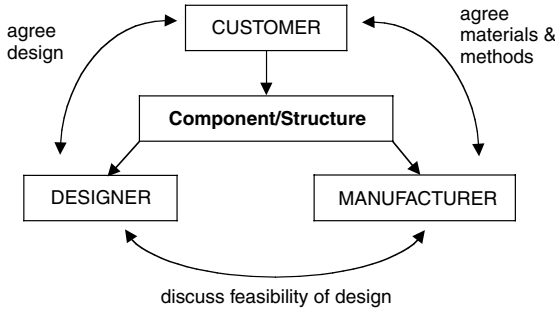 CUSTOMER
agree
design
agree
materials &
methods
Component/Structure
DESIGNER
MANUFACTURER
discuss feasibility of design